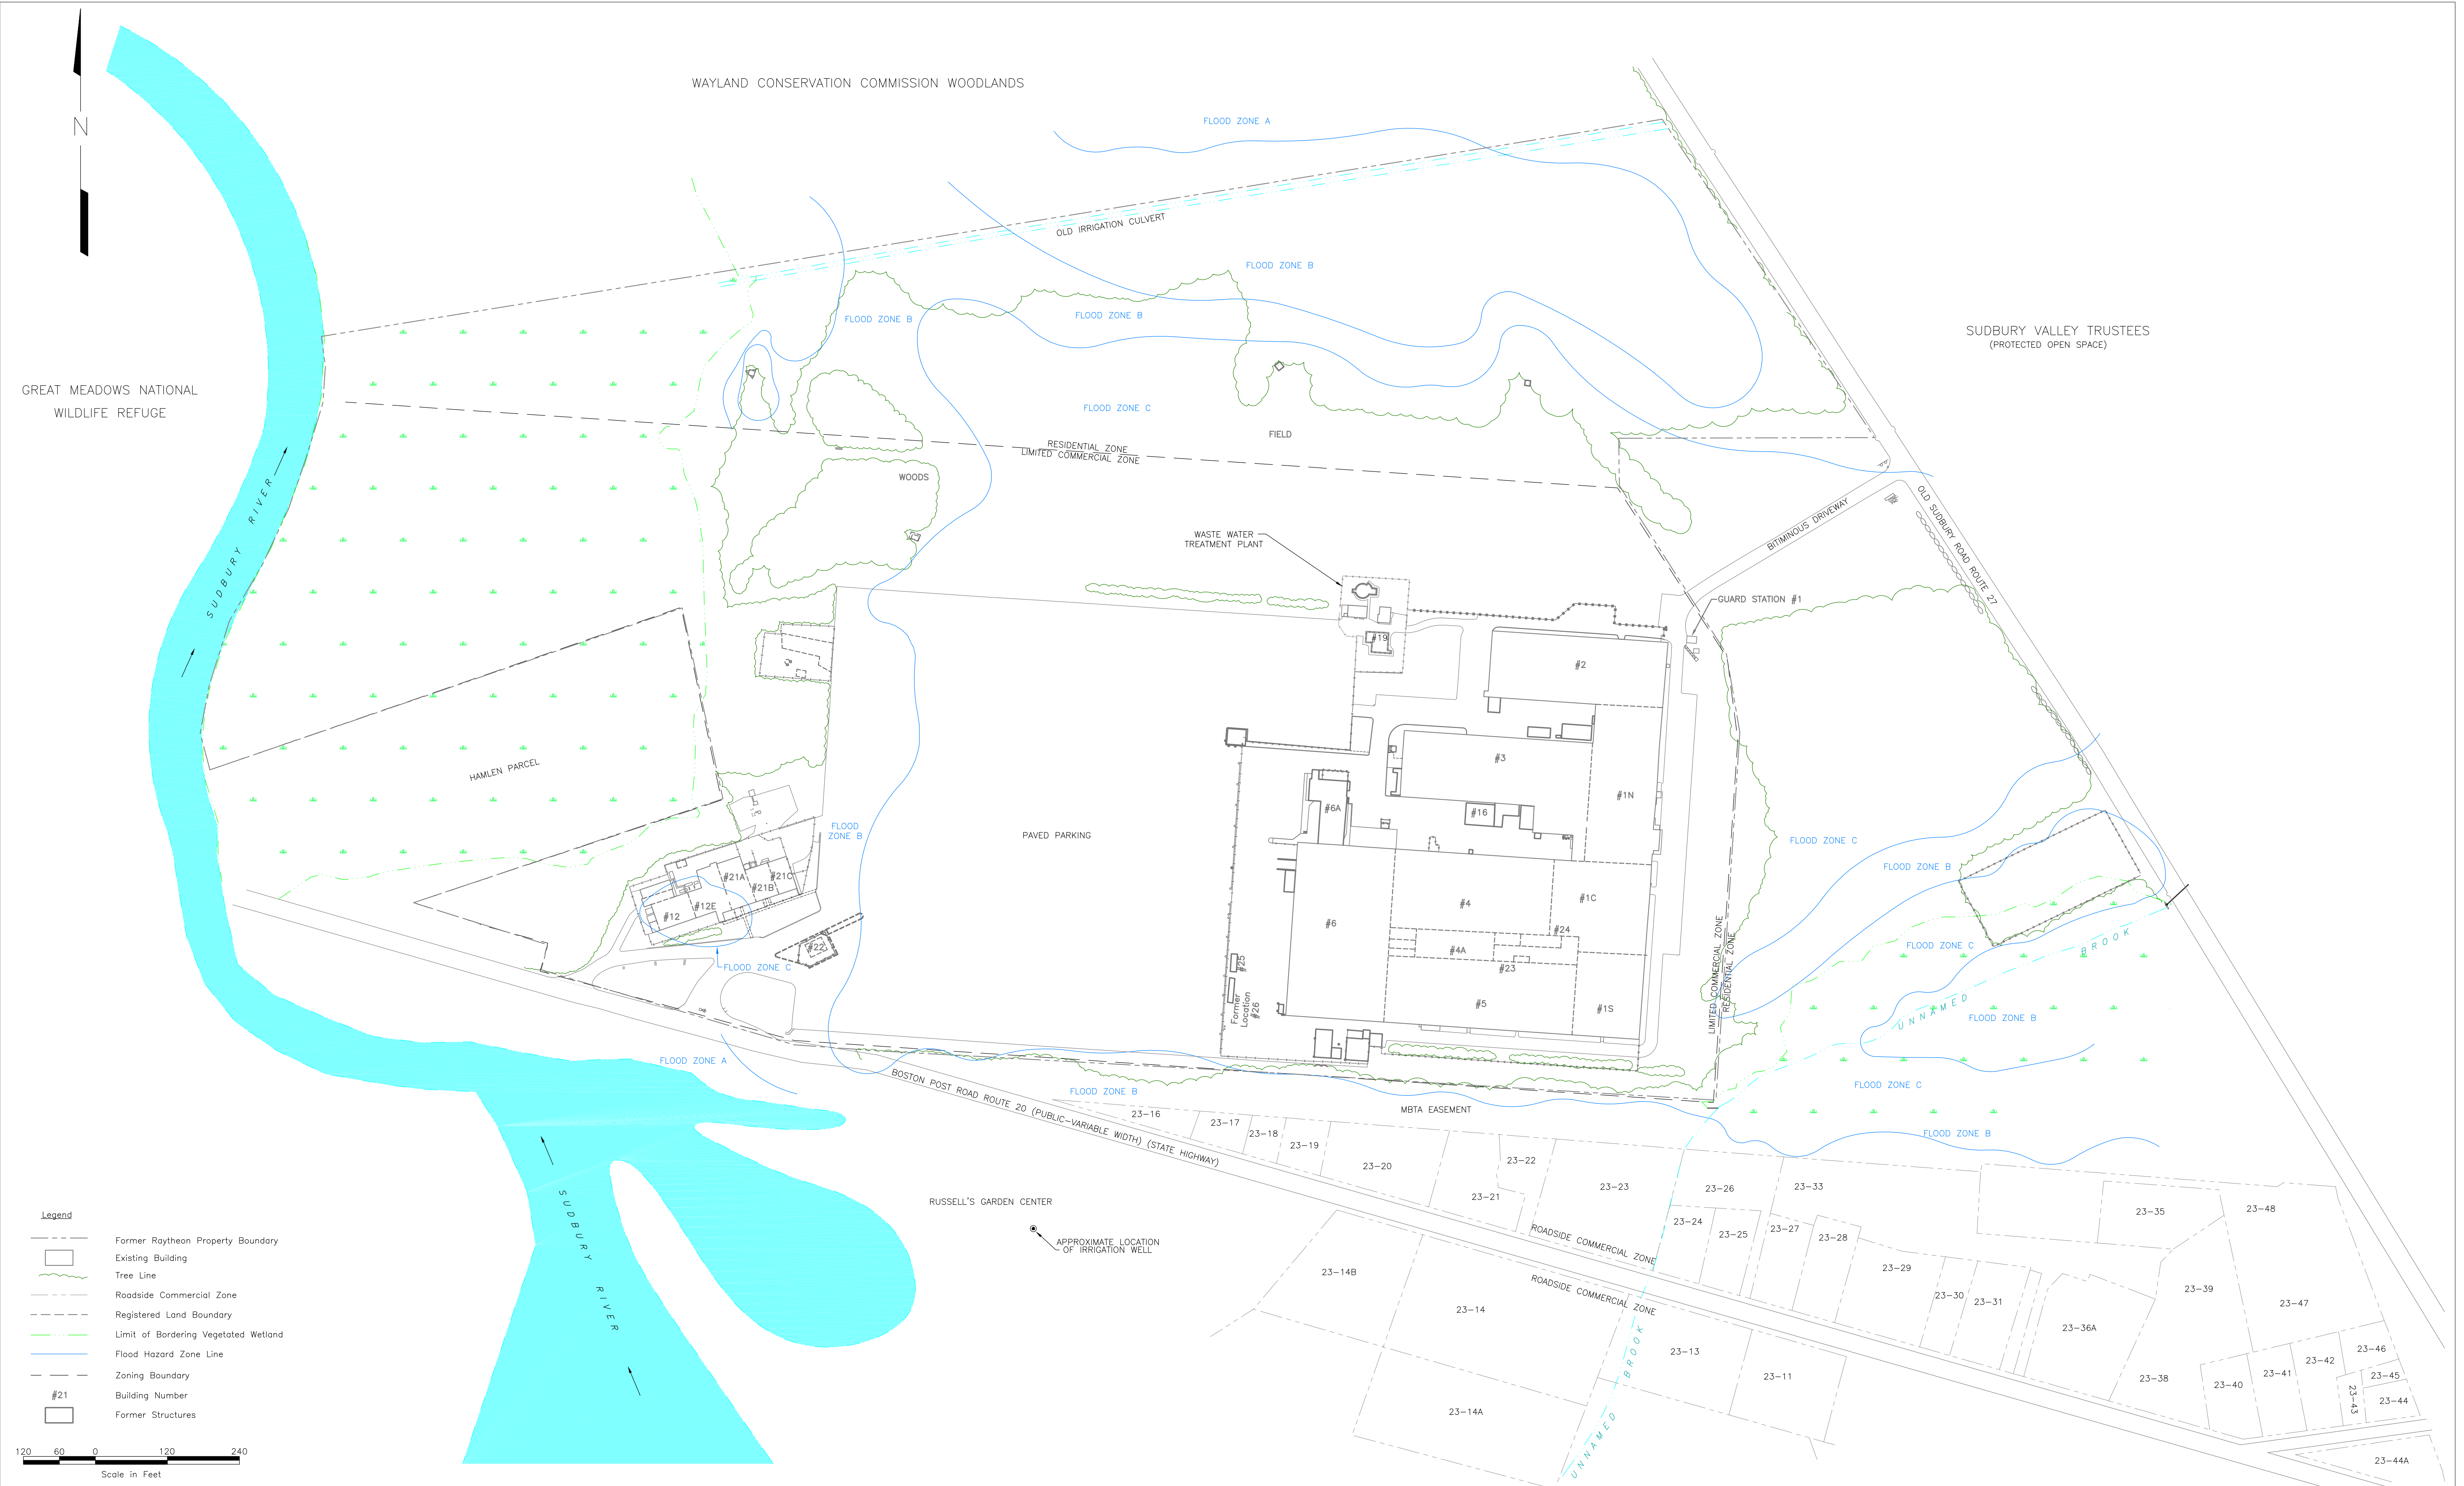 N
WAYLAND CONSERVATION COMMISSION WOODLANDS
FLOOD ZONE A
OLD IRRIGATION CULVERT
FLOOD ZONE B
FLOOD ZONE B
FLOOD ZONE B
SUDBURY VALLEY TRUSTEES
(PROTECTED OPEN SPACE)
GREAT MEADOWS NATIONAL
WILDLIFE REFUGE
FLOOD ZONE C
FIELD
RESIDENTIAL ZONE
LIMITED COMMERCIAL ZONE
WOODS
SUDBURY RIVER
WASTE WATER
TREATMENT PLANT
BITIMINOUS DRIVEWAY
OLD SUDBURY ROAD ROUTE 27
GUARD STATION #1
#19
#2
#3
#1N
#16
#6A
HAMLEN PARCEL
FLOOD
ZONE B
PAVED PARKING
FLOOD ZONE C
FLOOD ZONE B
#21A
#21B
#21C
#12E
#12
#22
FLOOD ZONE C
#6
#4
#1C
#24
#4A
#23
#25
Former
Location
#26
#5
#1S
LIMITED COMMERCIAL ZONE
RESIDENTIAL ZONE
FLOOD ZONE C
UNNAMED BROOK
FLOOD ZONE B
FLOOD ZONE A
FLOOD ZONE B
FLOOD ZONE C
FLOOD ZONE B
BOSTON POST ROAD ROUTE 20 (PUBLIC-VARIABLE WIDTH) (STATE HIGHWAY)
MBTA EASEMENT
23-16
23-17
23-18
23-19
23-20
23-21
23-22
23-23
23-26
23-33
23-24
23-25
23-27
23-28
23-29
23-30
23-31
23-35
23-48
23-39
23-47
23-36A
23-38
23-40
23-41
23-42
23-43
23-46
23-45
23-44
23-44A
SUDBURY RIVER
RUSSELL'S GARDEN CENTER
APPROXIMATE LOCATION
OF IRRIGATION WELL
ROADSIDE COMMERCIAL ZONE
ROADSIDE COMMERCIAL ZONE
23-14B
23-14
23-14A
23-13
23-11
UNNAMED BROOK
Legend
Former Raytheon Property Boundary
Existing Building
Tree Line
Roadside Commercial Zone
Registered Land Boundary
Limit of Bordering Vegetated Wetland
Flood Hazard Zone Line
Zoning Boundary
#21 Building Number
Former Structures
120 60 0 120 240
Scale in Feet